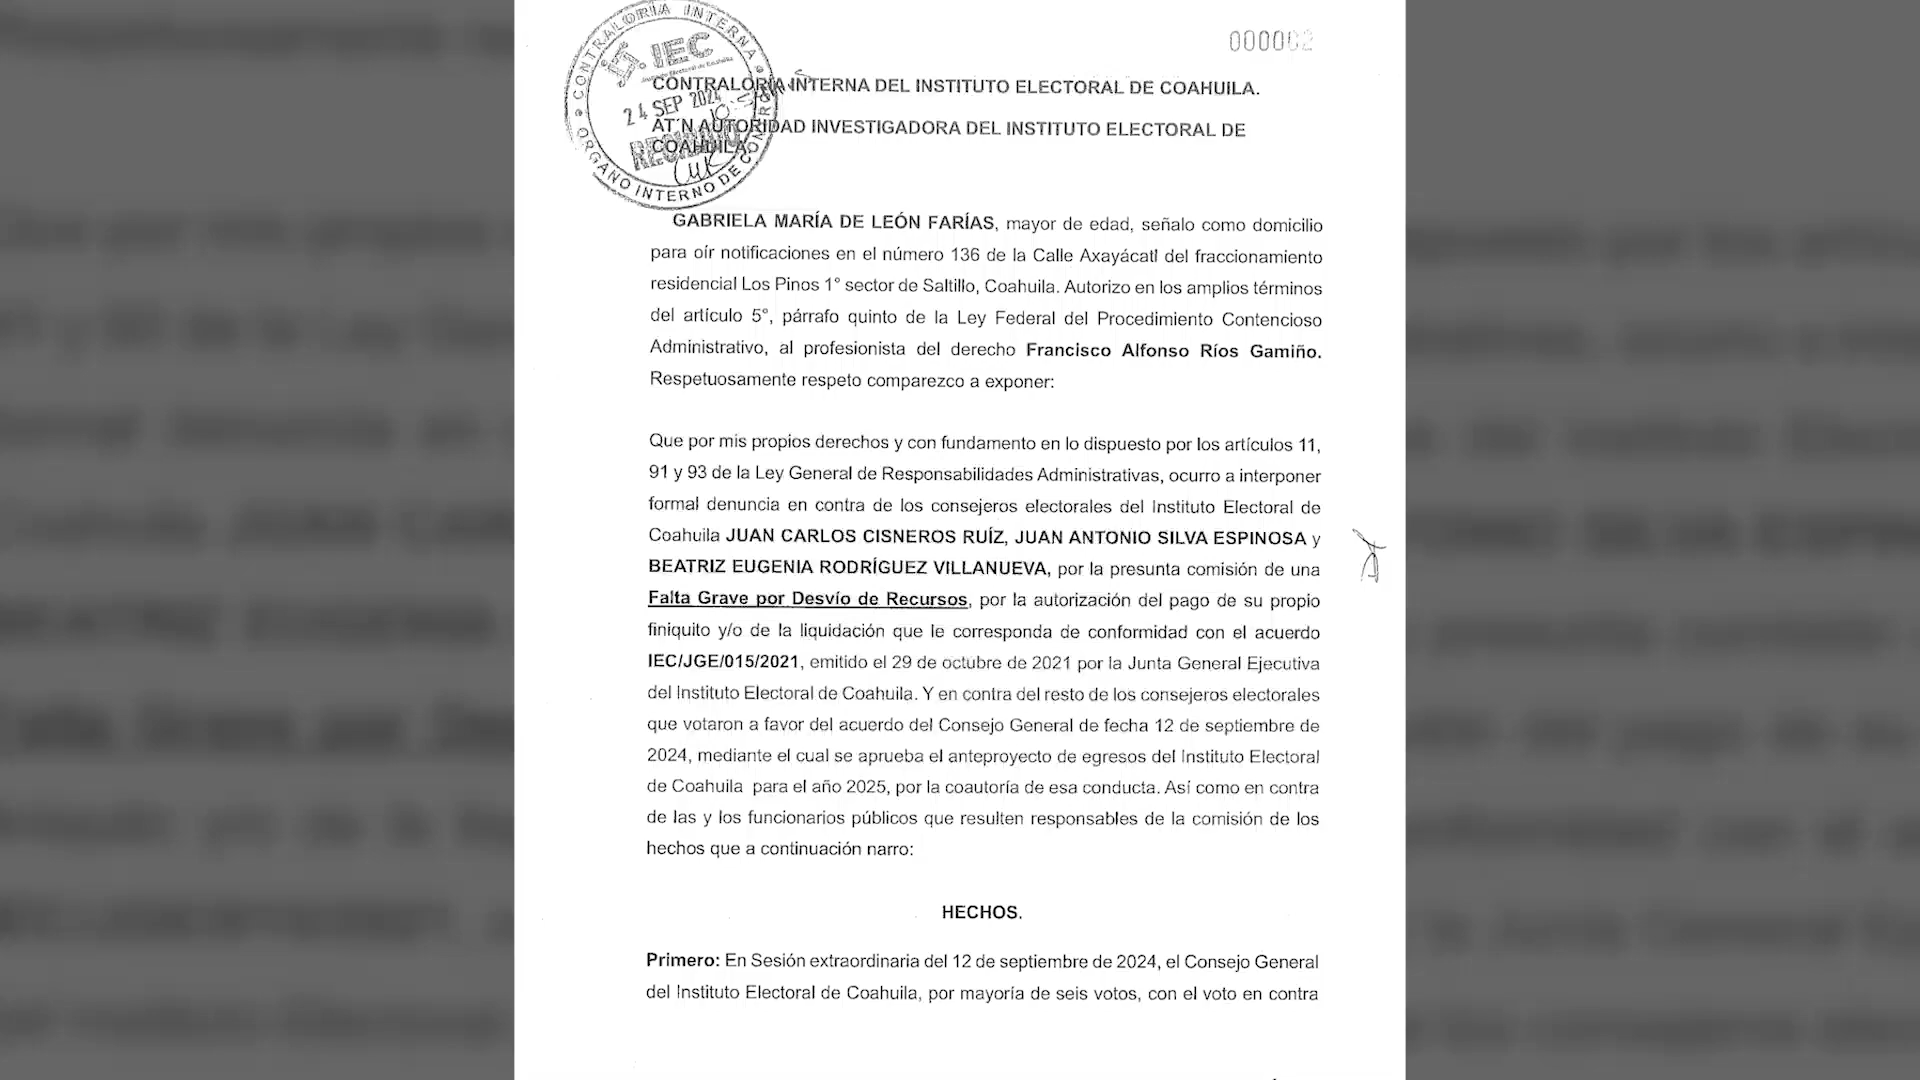 CONTRALORÍA INTERNA
IEC
Instituto Electoral de Coahuila
24 SEP 2024
RECIBIDO
ÓRGANO INTERNO DE CONTROL
CONTRALORÍA INTERNA DEL INSTITUTO ELECTORAL DE COAHUILA.
AT´N AUTORIDAD INVESTIGADORA DEL INSTITUTO ELECTORAL DE
COAHUILA.
GABRIELA MARÍA DE LEÓN FARÍAS, mayor de edad, señalo como domicilio
para oír notificaciones en el número 136 de la Calle Axayácatl del fraccionamiento
residencial Los Pinos 1° sector de Saltillo, Coahuila. Autorizo en los amplios términos
del artículo 5°, párrafo quinto de la Ley Federal del Procedimiento Contencioso
Administrativo, al profesionista del derecho Francisco Alfonso Ríos Gamiño.
Respetuosamente respeto comparezco a exponer:
Que por mis propios derechos y con fundamento en lo dispuesto por los artículos 11,
91 y 93 de la Ley General de Responsabilidades Administrativas, ocurro a interponer
formal denuncia en contra de los consejeros electorales del Instituto Electoral de
Coahuila JUAN CARLOS CISNEROS RUÍZ, JUAN ANTONIO SILVA ESPINOSA y
BEATRIZ EUGENIA RODRÍGUEZ VILLANUEVA, por la presunta comisión de una
Falta Grave por Desvío de Recursos, por la autorización del pago de su propio
finiquito y/o de la liquidación que le corresponda de conformidad con el acuerdo
IEC/JGE/015/2021, emitido el 29 de octubre de 2021 por la Junta General Ejecutiva
del Instituto Electoral de Coahuila. Y en contra del resto de los consejeros electorales
que votaron a favor del acuerdo del Consejo General de fecha 12 de septiembre de
2024, mediante el cual se aprueba el anteproyecto de egresos del Instituto Electoral
de Coahuila para el año 2025, por la coautoría de esa conducta. Así como en contra
de las y los funcionarios públicos que resulten responsables de la comisión de los
hechos que a continuación narro:
HECHOS.
Primero: En Sesión extraordinaria del 12 de septiembre de 2024, el Consejo General
del Instituto Electoral de Coahuila, por mayoría de seis votos, con el voto en contra